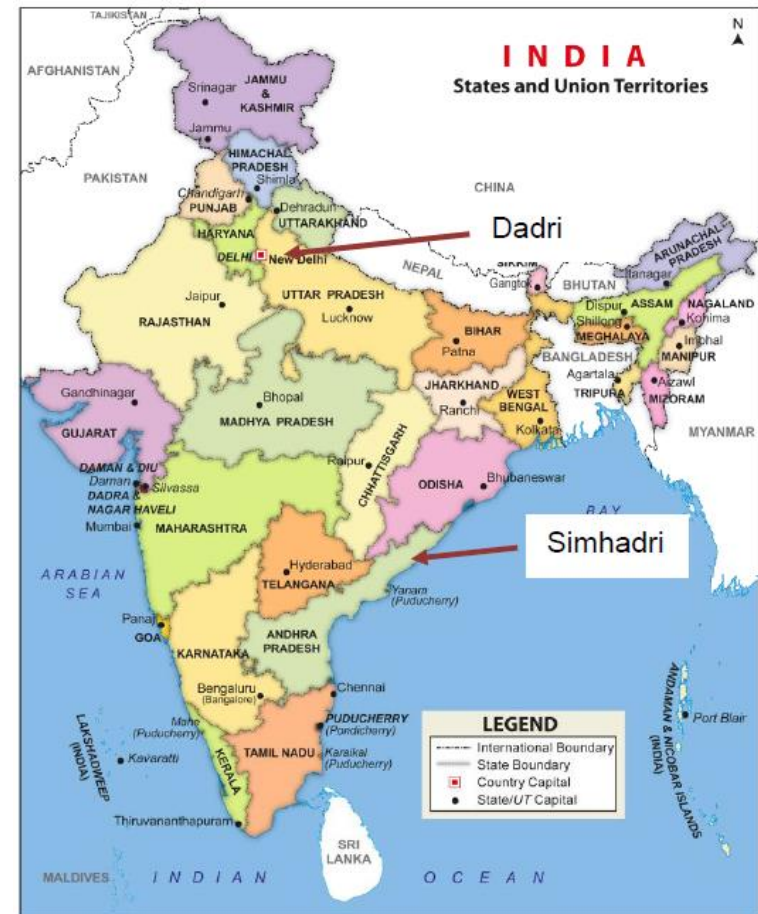 TAJIKISTAN
N
INDIA
States and Union Territories
AFGHANISTAN
JAMMU
&
KASHMIR
Srinagar
Jammu
HIMACHAL
PRADESH
Shimla
PAKISTAN
CHINA
Chandigarh
PUNJAB
Dehradun
UTTARAKHAND
HARYANA
DELHI
New Delhi
Dadri
NEPAL
SIKKIM
Gangtok
BHUTAN
ARUNACHAL
PRADESH
Itanagar
Dispur
ASSAM
NAGALAND
Kohima
Shillong
MEGHALAYA
Imphal
MANIPUR
BANGLADESH
Agartala
TRIPURA
Aizawl
MIZORAM
MYANMAR
Jaipur
RAJASTHAN
UTTAR PRADESH
Lucknow
BIHAR
Patna
JHARKHAND
Ranchi
WEST
BENGAL
Kolkata
Gandhinagar
GUJARAT
Bhopal
MADHYA PRADESH
CHHATTISGARH
Raipur
ODISHA
Bhubaneswar
DAMAN & DIU
Daman
Silvassa
DADRA &
NAGAR HAVELI
Mumbai
MAHARASHTRA
BAY
Simhadri
ARABIAN
SEA
Hyderabad
TELANGANA
Yanam
(Puducherry)
Panaji
GOA
KARNATAKA
ANDHRA
PRADESH
Bengaluru
(Bangalore)
Chennai
Mahe
(Puducherry)
PUDUCHERRY
(Pondicherry)
TAMIL NADU
Karaikal
(Puducherry)
KERALA
LAKSHADWEEP
(INDIA)
Kavaratti
Thiruvananthapuram
SRI
LANKA
MALDIVES
INDIAN OCEAN
ANDAMAN & NICOBAR ISLANDS
(INDIA)
Port Blair
LEGEND
International Boundary
State Boundary
Country Capital
State/UT Capital